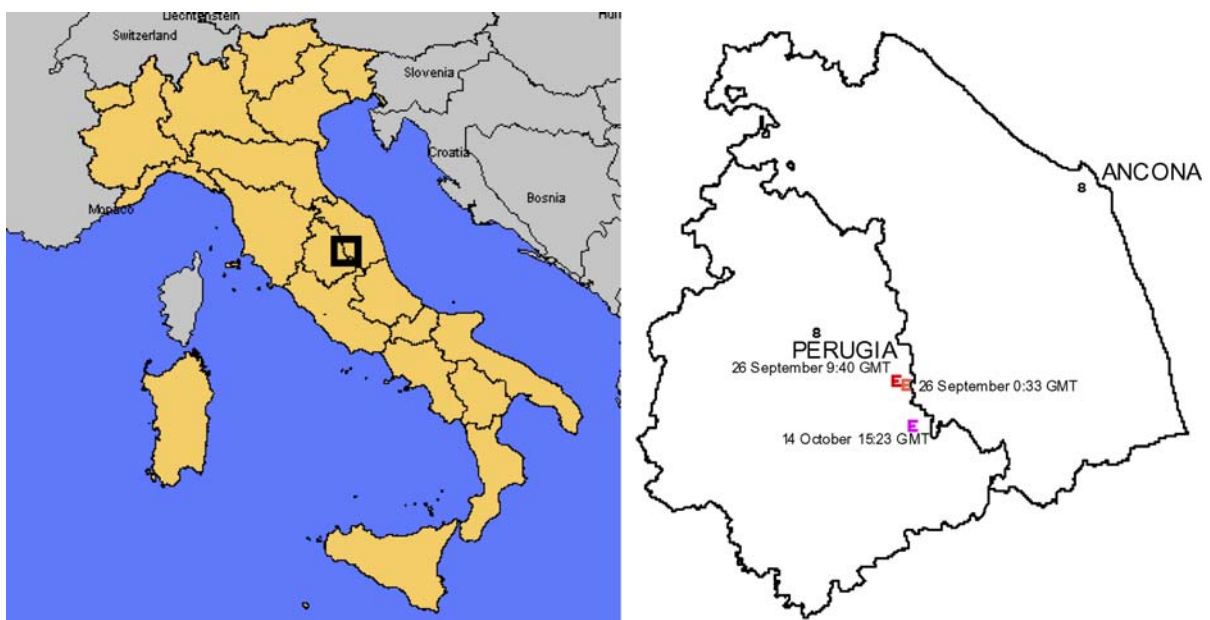 Liechtenstein
Hun
Switzerland
Slovenia
Croatia
Bosnia
Monaco
8
ANCONA
8
PERUGIA
26 September 9:40 GMT
E
E
26 September 0:33 GMT
E
14 October 15:23 GMT